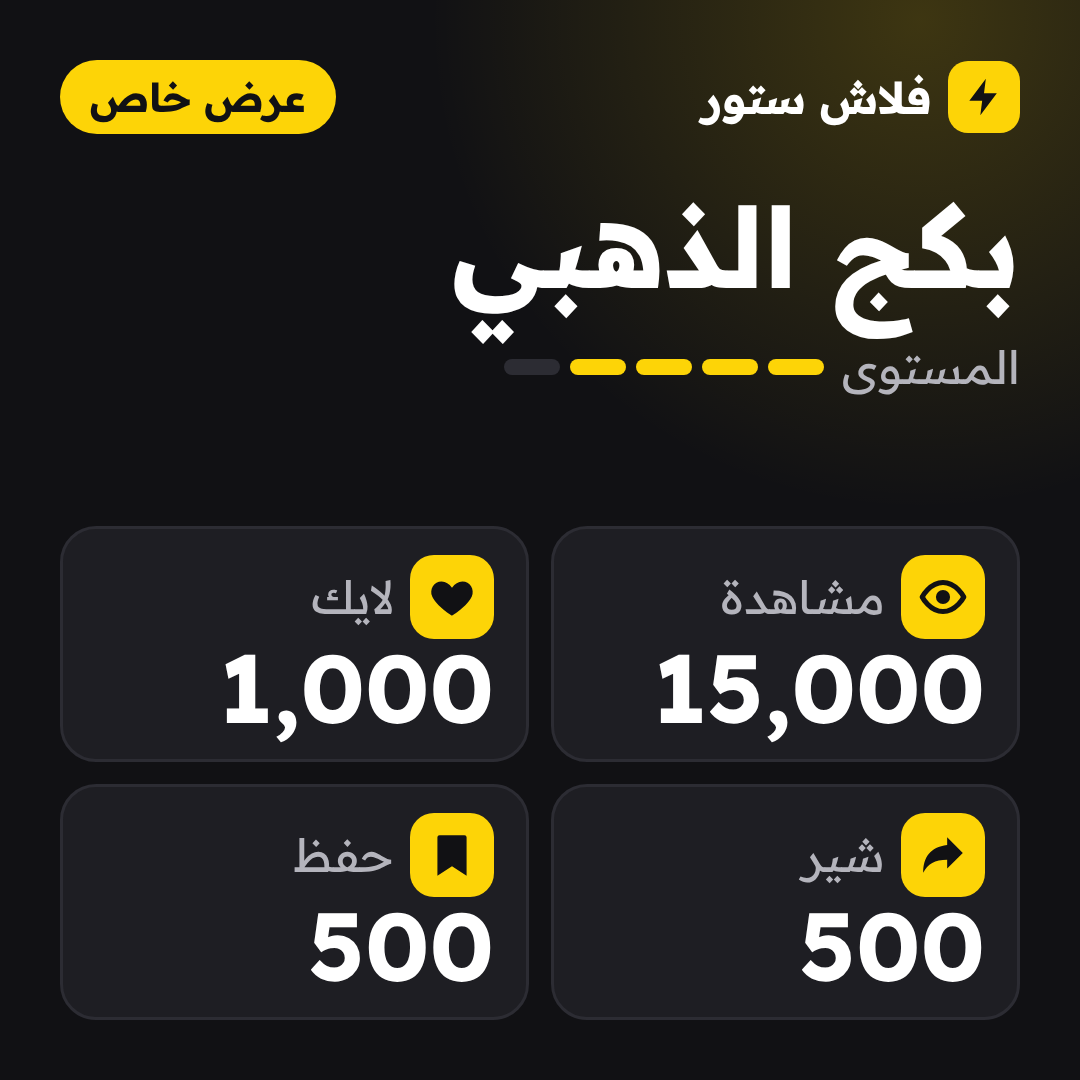 فلاش ستور
عرض خاص
بكج الذهبي
المستوى
مشاهدة
15,000
لايك
1,000
شير
500
حفظ
500